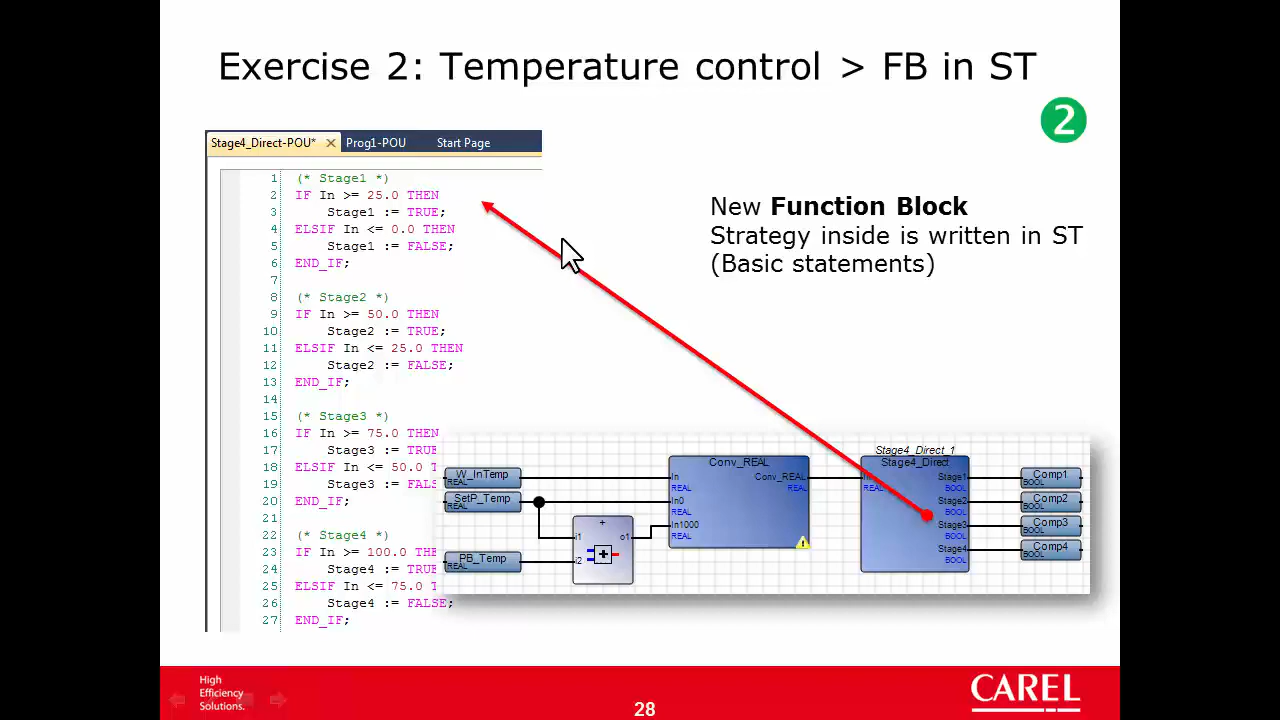 Exercise 2: Temperature control > FB in ST
2
Stage4_Direct-POU* Prog1-POU Start Page
1 (* Stage1 *)
2 IF In >= 25.0 THEN
3 Stage1 := TRUE;
4 ELSIF In <= 0.0 THEN
5 Stage1 := FALSE;
6 END_IF;
7
8 (* Stage2 *)
9 IF In >= 50.0 THEN
10 Stage2 := TRUE;
11 ELSIF In <= 25.0 THEN
12 Stage2 := FALSE;
13 END_IF;
14
15 (* Stage3 *)
16 IF In >= 75.0 THEN
17 Stage3 := TRUE
18 ELSIF In <= 50.0 T
19 Stage3 := FALS
20 END_IF;
21
22 (* Stage4 *)
23 IF In >= 100.0 THE
24 Stage4 := TRUE
25 ELSIF In <= 75.0 T
26 Stage4 := FALSE;
27 END_IF;
New Function Block
Strategy inside is written in ST
(Basic statements)
W_InTemp
REAL
SetP_Temp
REAL
PB_Temp
REAL
+
i1 o1
i2
Conv_REAL
In Conv_REAL
REAL REAL
In0
REAL
In1000
REAL
Stage4_Direct_1
Stage4_Direct
Stage1
REAL BOOL
Stage2
BOOL
Stage3
BOOL
Stage4
BOOL
Comp1
BOOL
Comp2
BOOL
Comp3
BOOL
Comp4
BOOL
High
Efficiency
Solutions.
28
CAREL